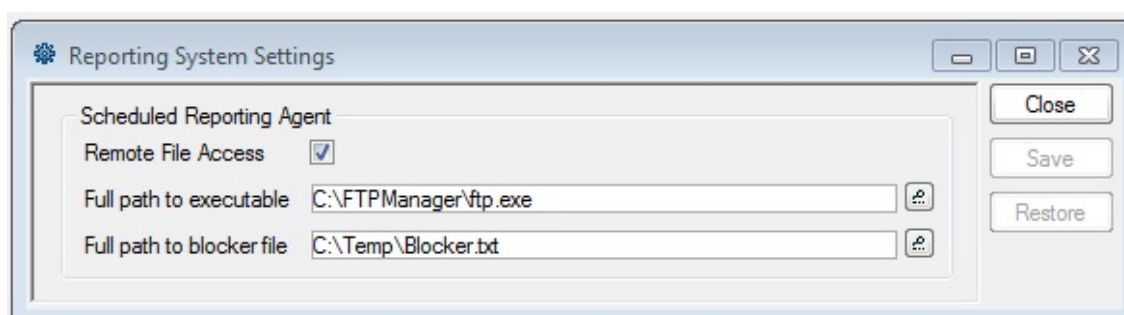 Reporting System Settings
Scheduled Reporting Agent
Remote File Access
Full path to executable C:\FTPManager\ftp.exe
Full path to blocker file C:\Temp\Blocker.txt
Close
Save
Restore